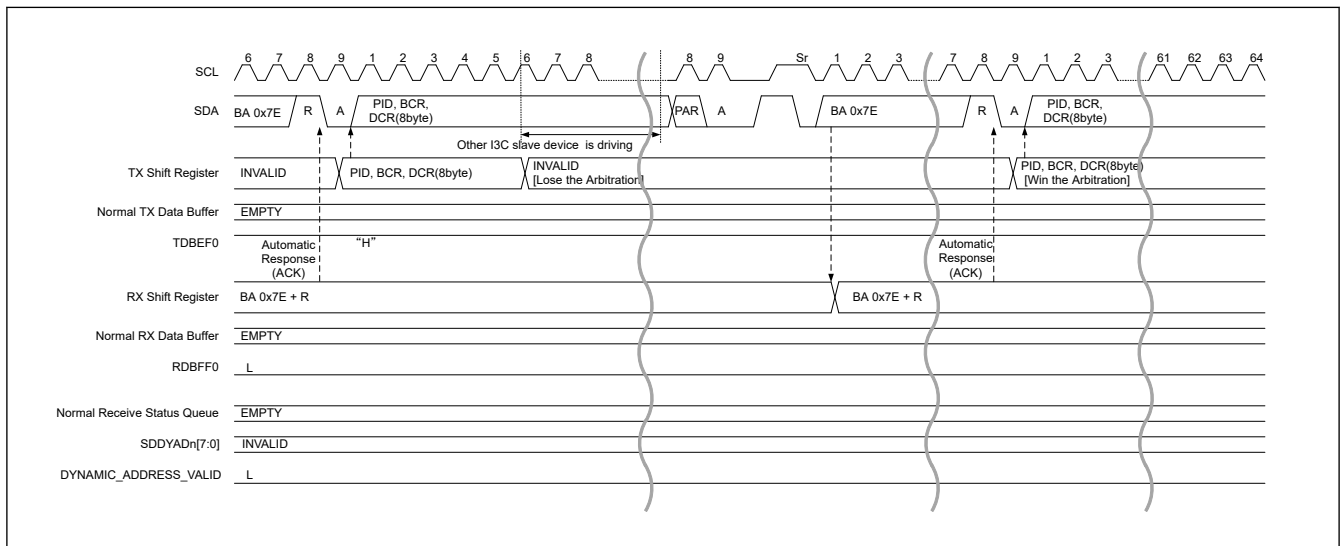 6 7 8 9 1 2 3 4 5 6 7 8 8 9 Sr 1 2 3 7 8 9 1 2 3 61 62 63 64
SCL
SDA BA 0x7E R A PID, BCR, DCR(8byte) PAR A BA 0x7E R A PID, BCR, DCR(8byte)
Other I3C slave device is driving
TX Shift Register INVALID PID, BCR, DCR(8byte) INVALID [Lose the Arbitration] PID, BCR, DCR(8byte) [Win the Arbitration]
Normal TX Data Buffer EMPTY
TDBEF0 Automatic Response (ACK) “H” Automatic Response (ACK)
RX Shift Register BA 0x7E + R BA 0x7E + R
Normal RX Data Buffer EMPTY
RDBFF0 L
Normal Receive Status Queue EMPTY
SDDYADn[7:0] INVALID
DYNAMIC_ADDRESS_VALID L